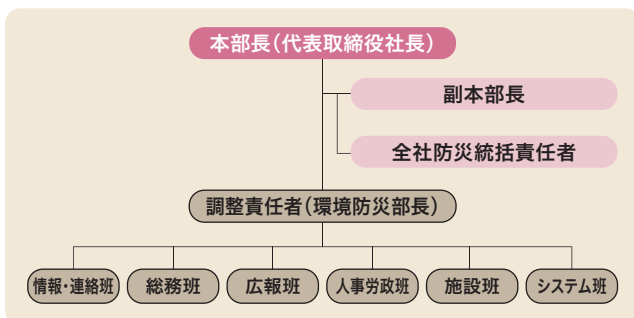 本部長(代表取締役社長)
副本部長
全社防災統括責任者
調整責任者(環境防災部長)
情報・連絡班
総務班
広報班
人事労政班
施設班
システム班